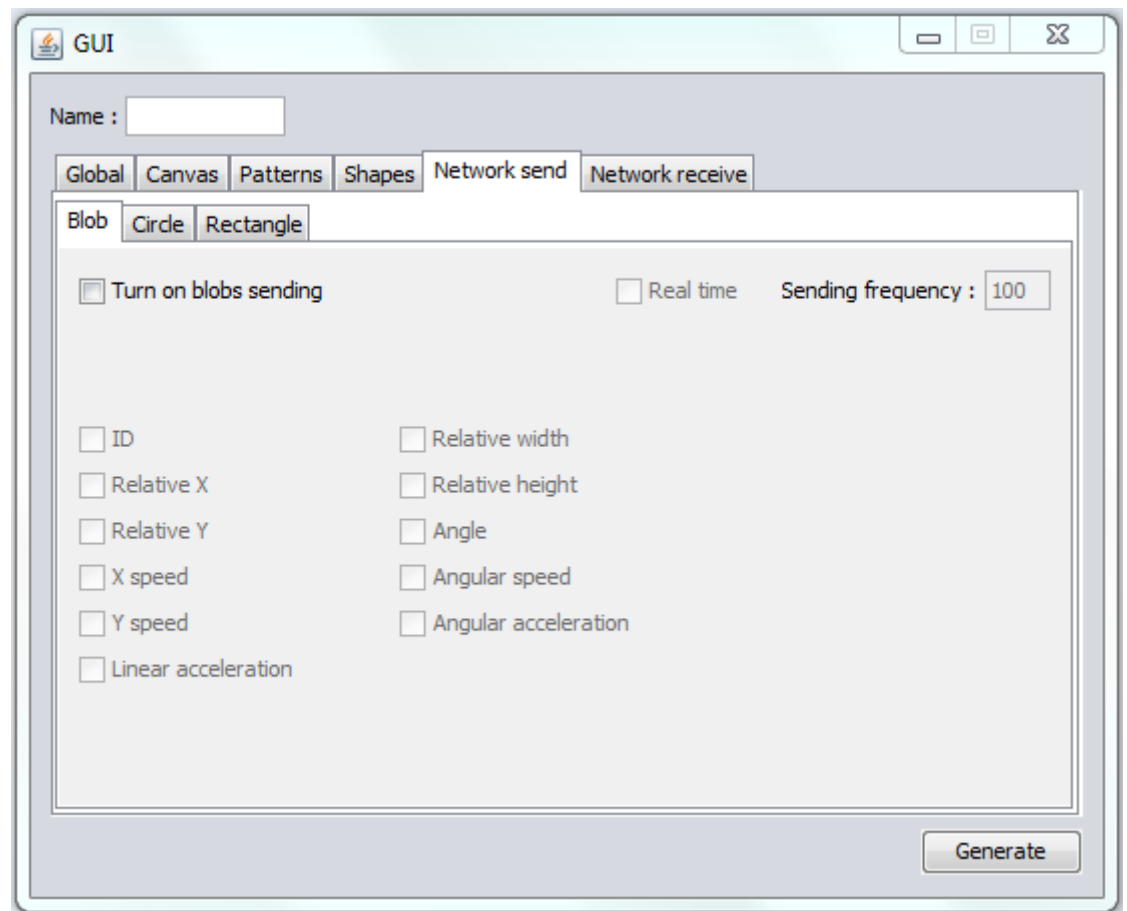 GUI
Name :
Global Canvas Patterns Shapes Network send Network receive
Blob Circle Rectangle
Turn on blobs sending Real time Sending frequency : 100
ID Relative width
Relative X Relative height
Relative Y Angle
X speed Angular speed
Y speed Angular acceleration
Linear acceleration
Generate